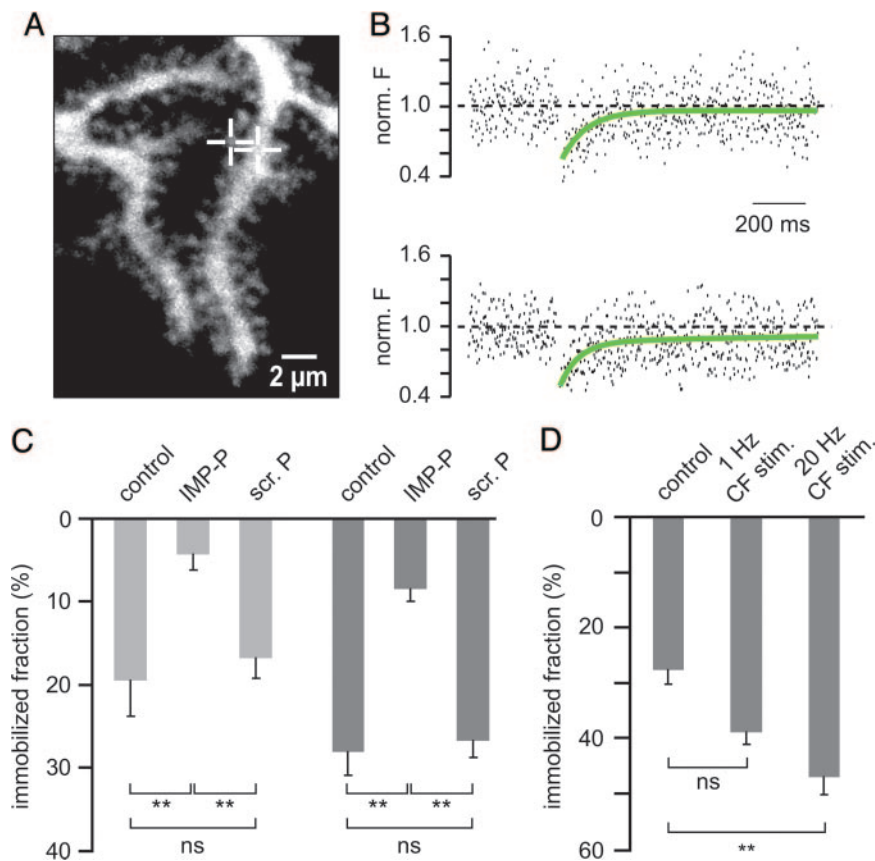 A
2 µm
B
1.6
1.0
0.4
norm. F
200 ms
1.6
1.0
0.4
norm. F
C
control
IMP-P
scr. P
control
IMP-P
scr. P
0
10
20
30
40
immobilized fraction (%)
** **
ns
** **
ns
D
control
1 Hz
CF stim.
20 Hz
CF stim.
0
20
40
60
immobilized fraction (%)
ns
**